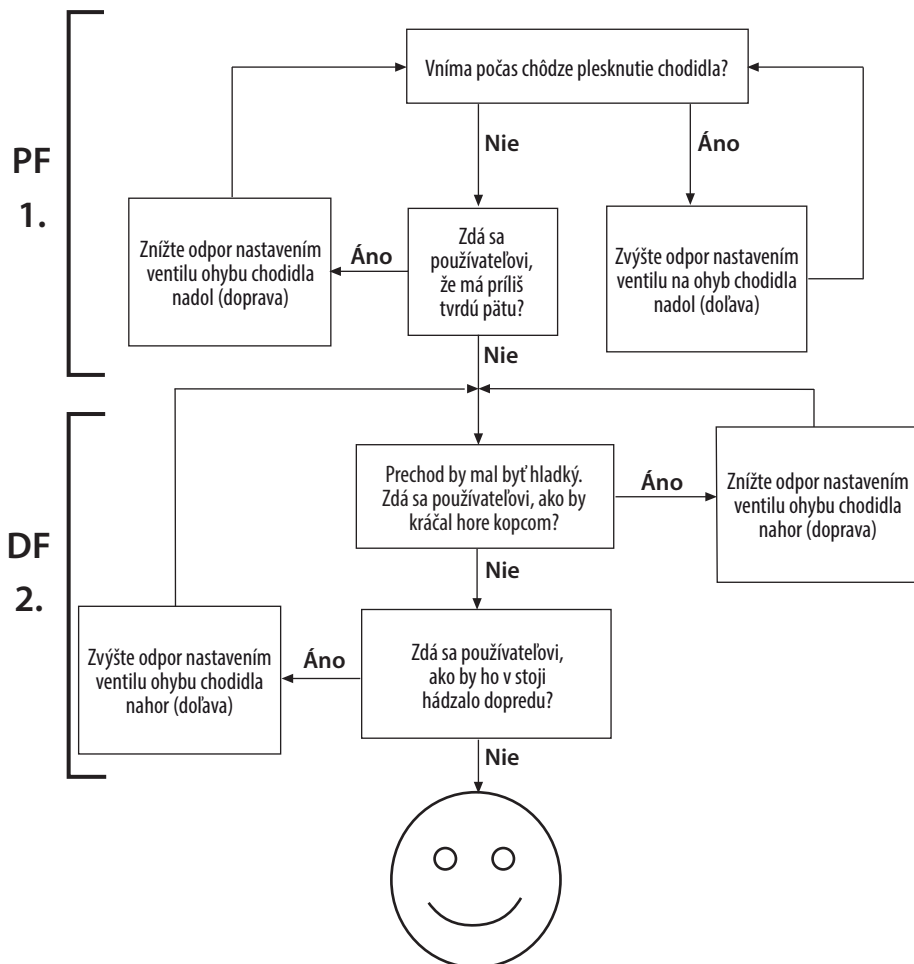 Vníma počas chôdze plesknutie chodidla?
Nie
Áno
PF
1.
Znížte odpor nastavením
ventilu ohybu chodidla
nadol (doprava)
Áno
Zdá sa
používateľovi,
že má príliš
tvrdú pätu?
Zvýšte odpor nastavením
ventilu na ohyb chodidla
nadol (doľava)
Nie
DF
2.
Prechod by mal byť hladký.
Zdá sa používateľovi, ako by
kráčal hore kopcom?
Áno
Znížte odpor nastavením
ventilu ohybu chodidla
nahor (doprava)
Nie
Zvýšte odpor nastavením
ventilu ohybu chodidla
nahor (doľava)
Áno
Zdá sa používateľovi,
ako by ho v stoji
hádzalo dopredu?
Nie